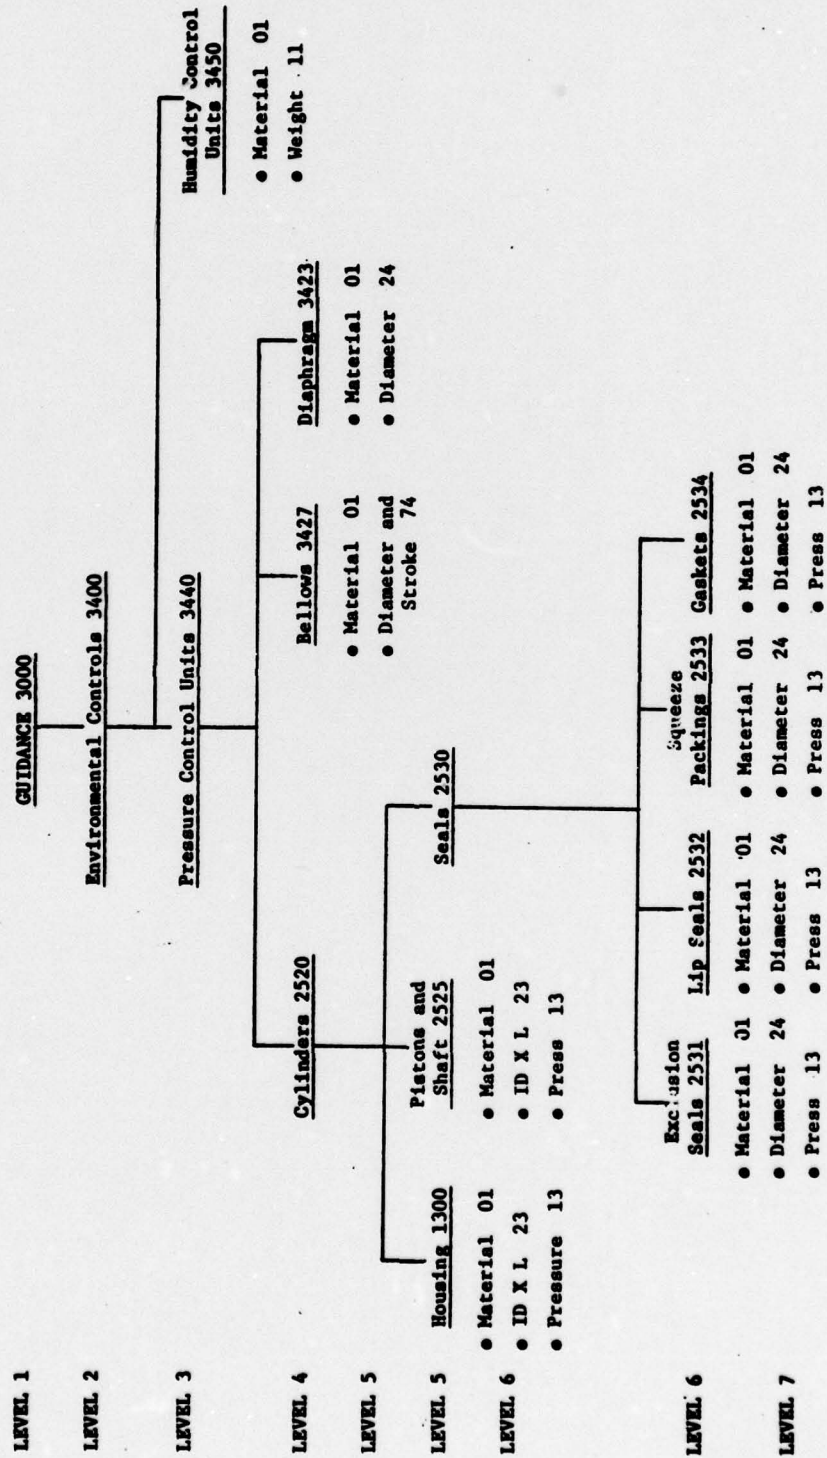 LEVEL 1
GUIDANCE 3000
LEVEL 2
Environmental Controls 3400
LEVEL 3
Pressure Control Units 3440
Humidity Control
Units 3450
● Material 01
● Weight 11
LEVEL 4
Cylinders 2520
Bellows 3427
Diaphragm 3423
LEVEL 5
● Material 01
● Diameter and
Stroke 74
● Material 01
● Diameter 24
LEVEL 5
Housing 1300
Pistons and
Shaft 2525
Seals 2530
LEVEL 6
● Material 01
● ID X L 23
● Pressure 13
● Material 01
● ID X L 23
● Press 13
LEVEL 6
Exclusion
Seals 2531
Lip Seals 2532
Squeeze
Packings 2533
Gaskets 2534
LEVEL 7
● Material 01
● Diameter 24
● Press 13
● Material 01
● Diameter 24
● Press 13
● Material 01
● Diameter 24
● Press 13
● Material 01
● Diameter 24
● Press 13